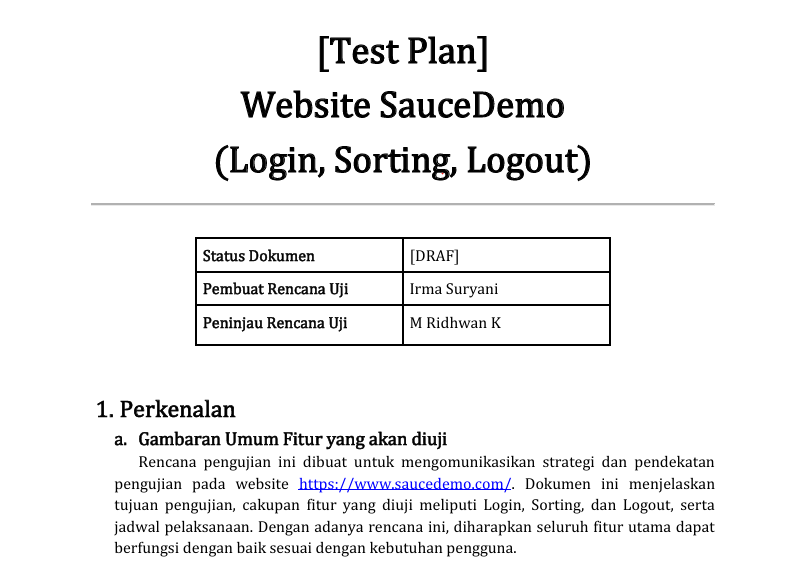 [Test Plan]
Website SauceDemo
(Login, Sorting, Logout)
Status Dokumen [DRAF]
Pembuat Rencana Uji Irma Suryani
Peninjau Rencana Uji M Ridhwan K
1. Perkenalan
a. Gambaran Umum Fitur yang akan diuji
Rencana pengujian ini dibuat untuk mengomunikasikan strategi dan pendekatan
pengujian pada website https://www.saucedemo.com/. Dokumen ini menjelaskan
tujuan pengujian, cakupan fitur yang diuji meliputi Login, Sorting, dan Logout, serta
jadwal pelaksanaan. Dengan adanya rencana ini, diharapkan seluruh fitur utama dapat
berfungsi dengan baik sesuai dengan kebutuhan pengguna.